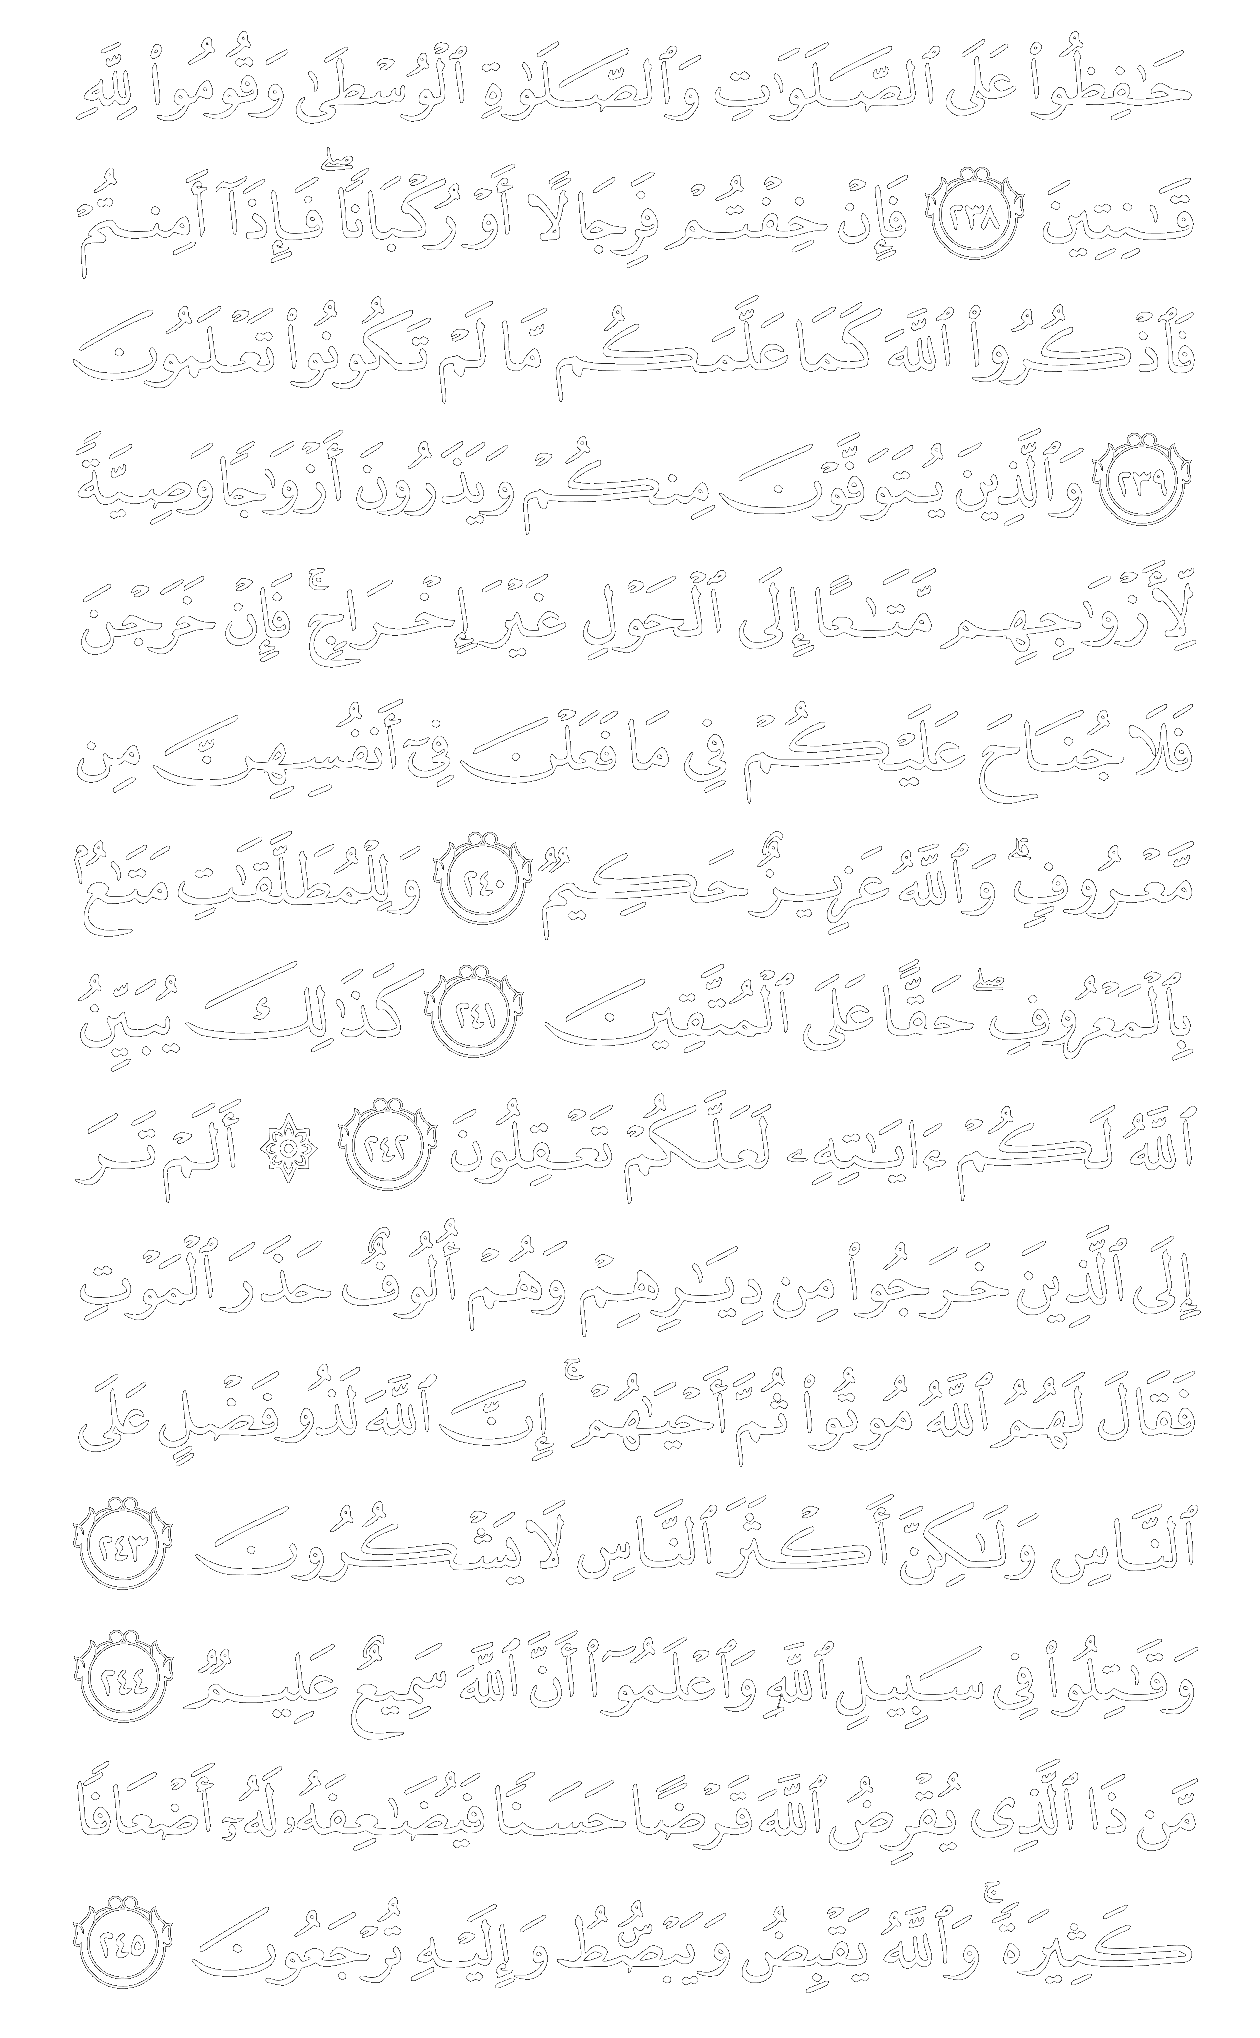 حَـٰفِظُوا۟ عَلَى ٱلصَّلَوَٰتِ وَٱلصَّلَوٰةِ ٱلْوُسْطَىٰ وَقُومُوا۟ لِلَّهِ
قَـٰنِتِينَ ٢٣٨ فَإِنْ خِفْتُمْ فَرِجَالًا أَوْ رُكْبَانًا ۖ فَإِذَآ أَمِنتُمْ
فَٱذْكُرُوا۟ ٱللَّهَ كَمَا عَلَّمَكُم مَّا لَمْ تَكُونُوا۟ تَعْلَمُونَ
٢٣٩ وَٱلَّذِينَ يُتَوَفَّوْنَ مِنكُمْ وَيَذَرُونَ أَزْوَٰجًا وَصِيَّةً
لِّأَزْوَٰجِهِم مَّتَـٰعًا إِلَى ٱلْحَوْلِ غَيْرَ إِخْرَاجٍ ۚ فَإِنْ خَرَجْنَ
فَلَا جُنَاحَ عَلَيْكُمْ فِي مَا فَعَلْنَ فِىٓ أَنفُسِهِنَّ مِن
مَّعْرُوفٍ ۗ وَٱللَّهُ عَزِيزٌ حَكِيمٌ ٢٤٠ وَلِلْمُطَلَّقَـٰتِ مَتَـٰعٌۢ
بِٱلْمَعْرُوفِ ۖ حَقًّا عَلَى ٱلْمُتَّقِينَ ٢٤١ كَذَٰلِكَ يُبَيِّنُ
ٱللَّهُ لَكُمْ ءَايَـٰتِهِۦ لَعَلَّكُمْ تَعْقِلُونَ ٢٤٢ ۞ أَلَمْ تَرَ
إِلَى ٱلَّذِينَ خَرَجُوا۟ مِن دِيَـٰرِهِمْ وَهُمْ أُلُوفٌ حَذَرَ ٱلْمَوْتِ
فَقَالَ لَهُمُ ٱللَّهُ مُوتُوا۟ ثُمَّ أَحْيَـٰهُمْ ۚ إِنَّ ٱللَّهَ لَذُو فَضْلٍ عَلَى
ٱلنَّاسِ وَلَـٰكِنَّ أَكْثَرَ ٱلنَّاسِ لَا يَشْكُرُونَ ٢٤٣
وَقَـٰتِلُوا۟ فِى سَبِيلِ ٱللَّهِ وَٱعْلَمُوٓا۟ أَنَّ ٱللَّهَ سَمِيعٌ عَلِيمٌ ٢٤٤
مَّن ذَا ٱلَّذِى يُقْرِضُ ٱللَّهَ قَرْضًا حَسَنًا فَيُضَـٰعِفَهُۥ لَهُۥٓ أَضْعَافًا
كَثِيرَةً ۚ وَٱللَّهُ يَقْبِضُ وَيَبْصُۜطُ وَإِلَيْهِ تُرْجَعُونَ ٢٤٥